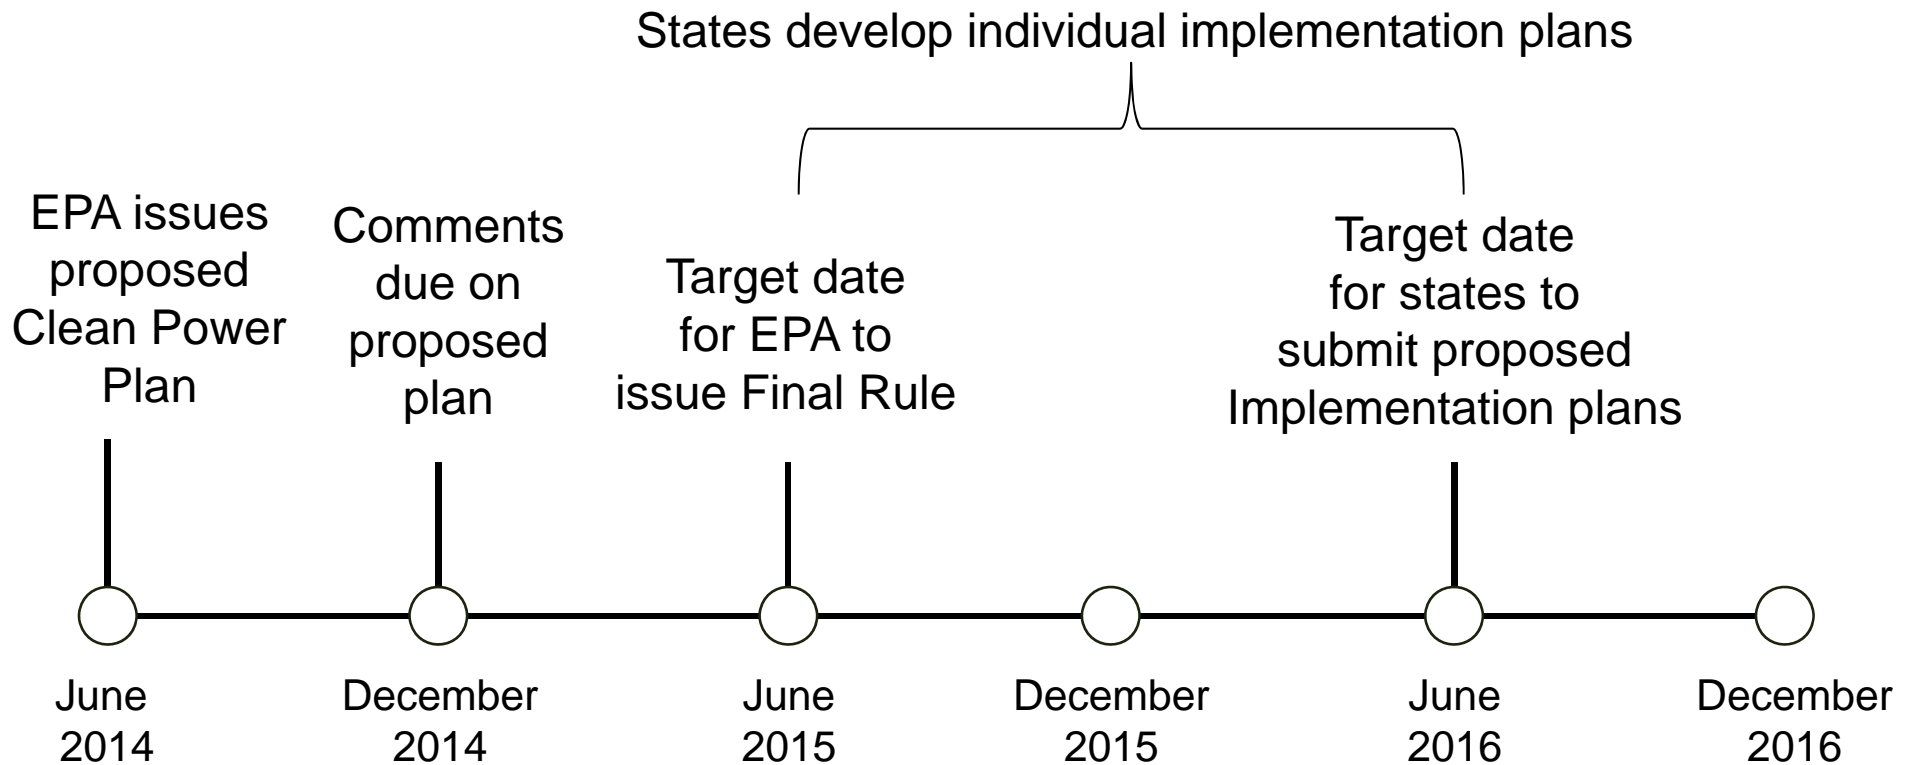 States develop individual implementation plans
EPA issues
proposed
Clean Power
Plan
Comments
due on
proposed
plan
Target date
for EPA to
issue Final Rule
Target date
for states to
submit proposed
Implementation plans
June
2014
December
2014
June
2015
December
2015
June
2016
December
2016